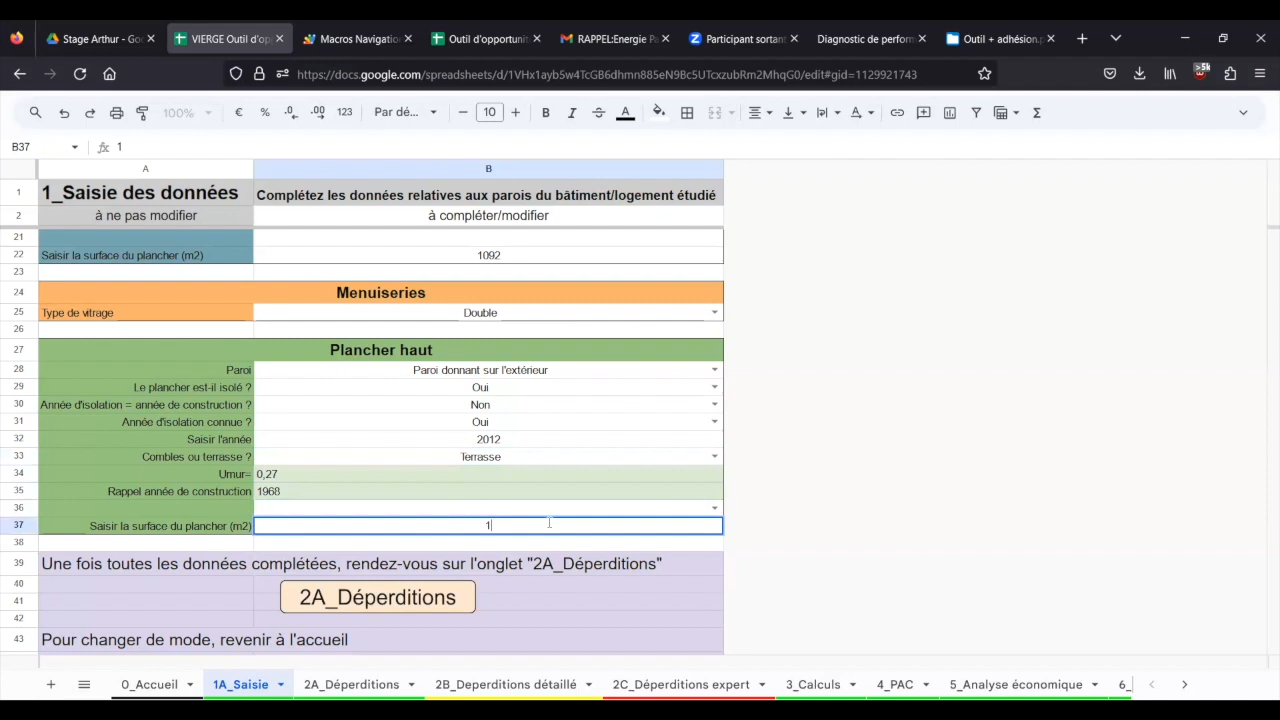 Stage Arthur - Goo
VIERGE Outil d'op
Macros Navigation
Outil d'opportunit
RAPPEL:Energie Pa
Participant sortant
Diagnostic de perform
Outil + adhésion.p
https://docs.google.com/spreadsheets/d/1VHx1ayb5w4TcGB6dhmn885eN9Bc5UTcxzubRm2MhqG0/edit#gid=1129921743
>5k
100%
€
%
.0
.00
123
Par dé...
10
B
I
S
A
Σ
B37
fx 1
A B
1 1_Saisie des données Complétez les données relatives aux parois du bâtiment/logement étudié
2 à ne pas modifier à compléter/modifier
21
22 Saisir la surface du plancher (m2) 1092
23
24 Menuiseries
25 Type de vitrage Double
26
27 Plancher haut
28 Paroi Paroi donnant sur l'extérieur
29 Le plancher est-il isolé ? Oui
30 Année d'isolation = année de construction ? Non
31 Année d'isolation connue ? Oui
32 Saisir l'année 2012
33 Combles ou terrasse ? Terrasse
34 Umur= 0,27
35 Rappel année de construction 1968
36
37 Saisir la surface du plancher (m2) 1
38
39 Une fois toutes les données complétées, rendez-vous sur l'onglet "2A_Déperditions"
40
41 2A_Déperditions
42
43 Pour changer de mode, revenir à l'accueil
0_Accueil
1A_Saisie
2A_Déperditions
2B_Deperditions détaillé
2C_Déperditions expert
3_Calculs
4_PAC
5_Analyse économique
6_